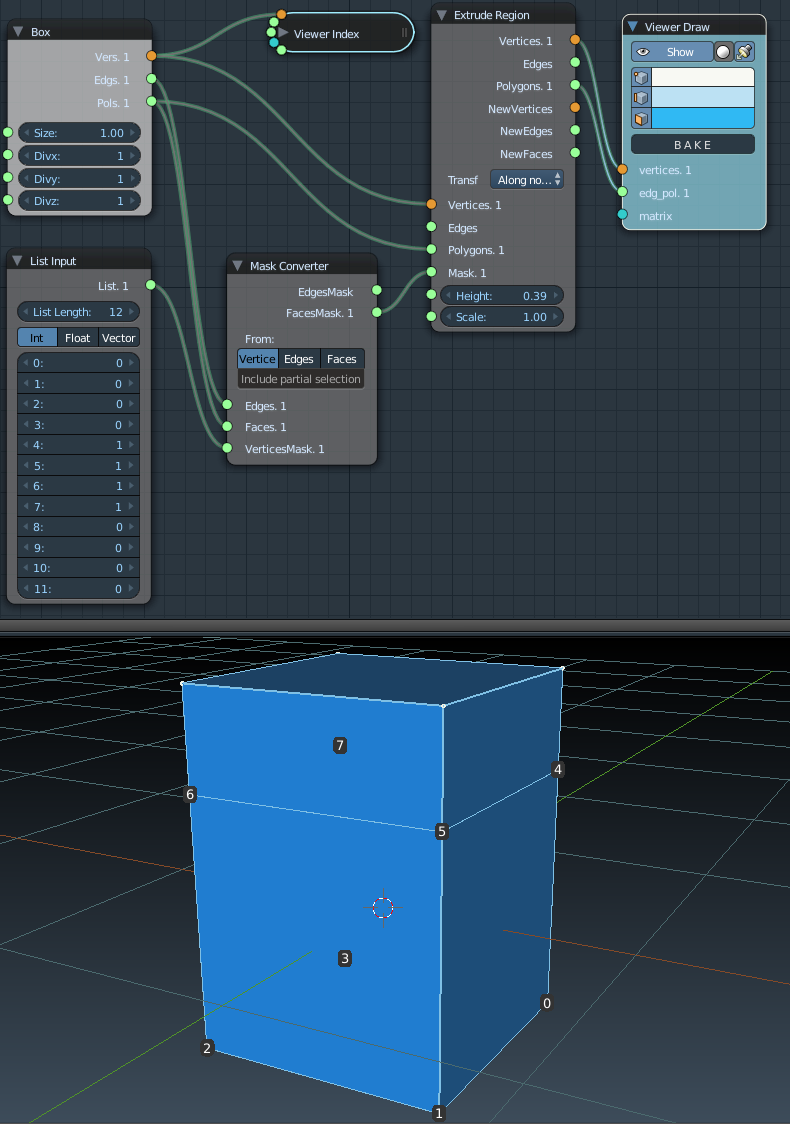 Box
Vers. 1
Edgs. 1
Pols. 1
Size: 1.00
Divx: 1
Divy: 1
Divz: 1
Viewer Index
Extrude Region
Vertices. 1
Edges
Polygons. 1
NewVertices
NewEdges
NewFaces
Transf Along no...
Vertices. 1
Edges
Polygons. 1
Mask. 1
Height: 0.39
Scale: 1.00
Viewer Draw
Show
BAKE
vertices. 1
edg_pol. 1
matrix
List Input
List. 1
List Length: 12
Int Float Vector
0: 0
1: 0
2: 0
3: 0
4: 1
5: 1
6: 1
7: 1
8: 0
9: 0
10: 0
11: 0
Mask Converter
EdgesMask
FacesMask. 1
From:
Vertice Edges Faces
Include partial selection
Edges. 1
Faces. 1
VerticesMask. 1
7
4
6
5
3
0
2
1